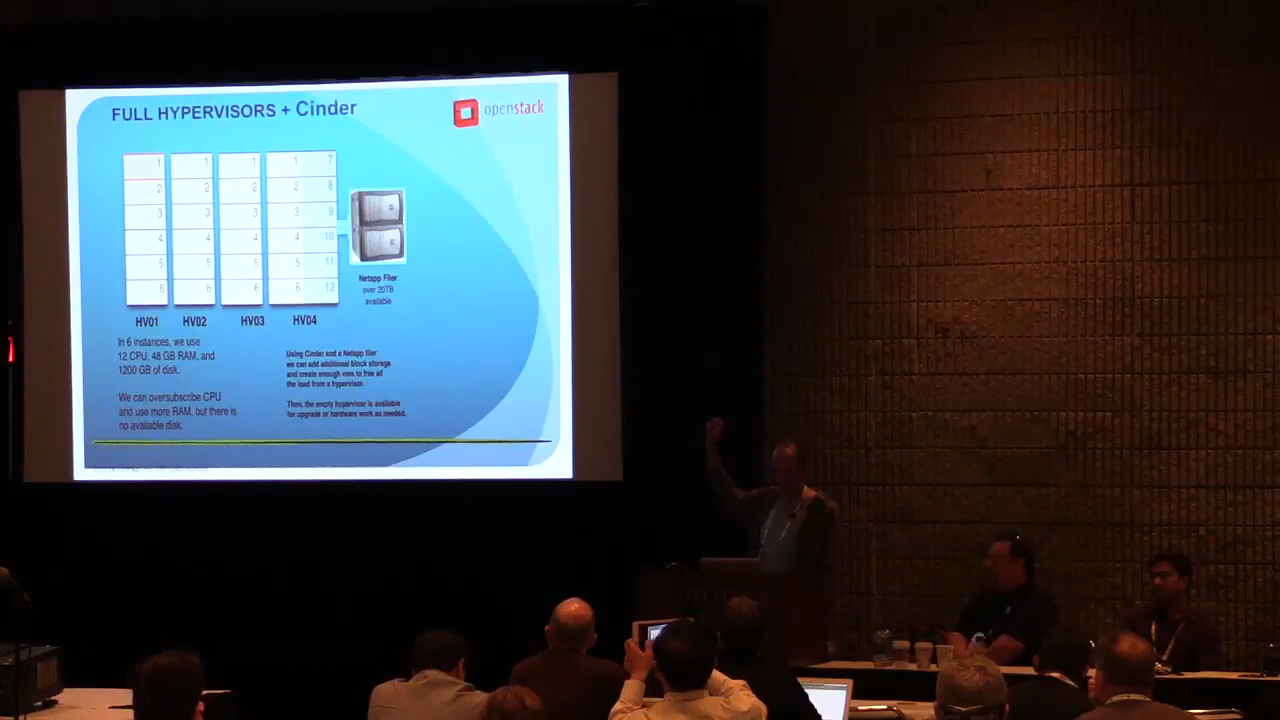 FULL HYPERVISORS + Cinder
openstack
1 1 1 1 7
2 2 2 2 8
3 3 3 3 9
4 4 4 4 10
5 5 5 5 11
6 6 6 6 12
Netapp Filer
over 20TB
available
HV01 HV02 HV03 HV04
In 6 instances, we use
12 CPU, 48 GB RAM, and
1200 GB of disk.
We can oversubscribe CPU
and use more RAM, but there is
no available disk.
Using Cinder and a Netapp filer
we can add additional block storage
and create enough vms to free all
the load from a hypervisor.
Then, the empty hypervisor is available
for upgrade or hardware work as needed.